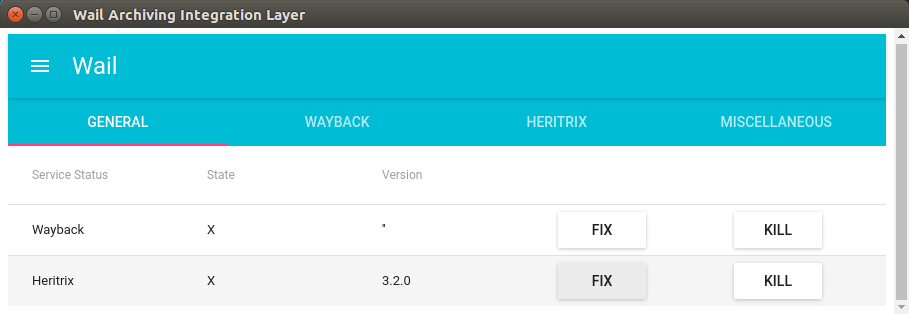 Wail Archiving Integration Layer
Wail
GENERAL WAYBACK HERITRIX MISCELLANEOUS
Service Status State Version
Wayback X " FIX KILL
Heritrix X 3.2.0 FIX KILL